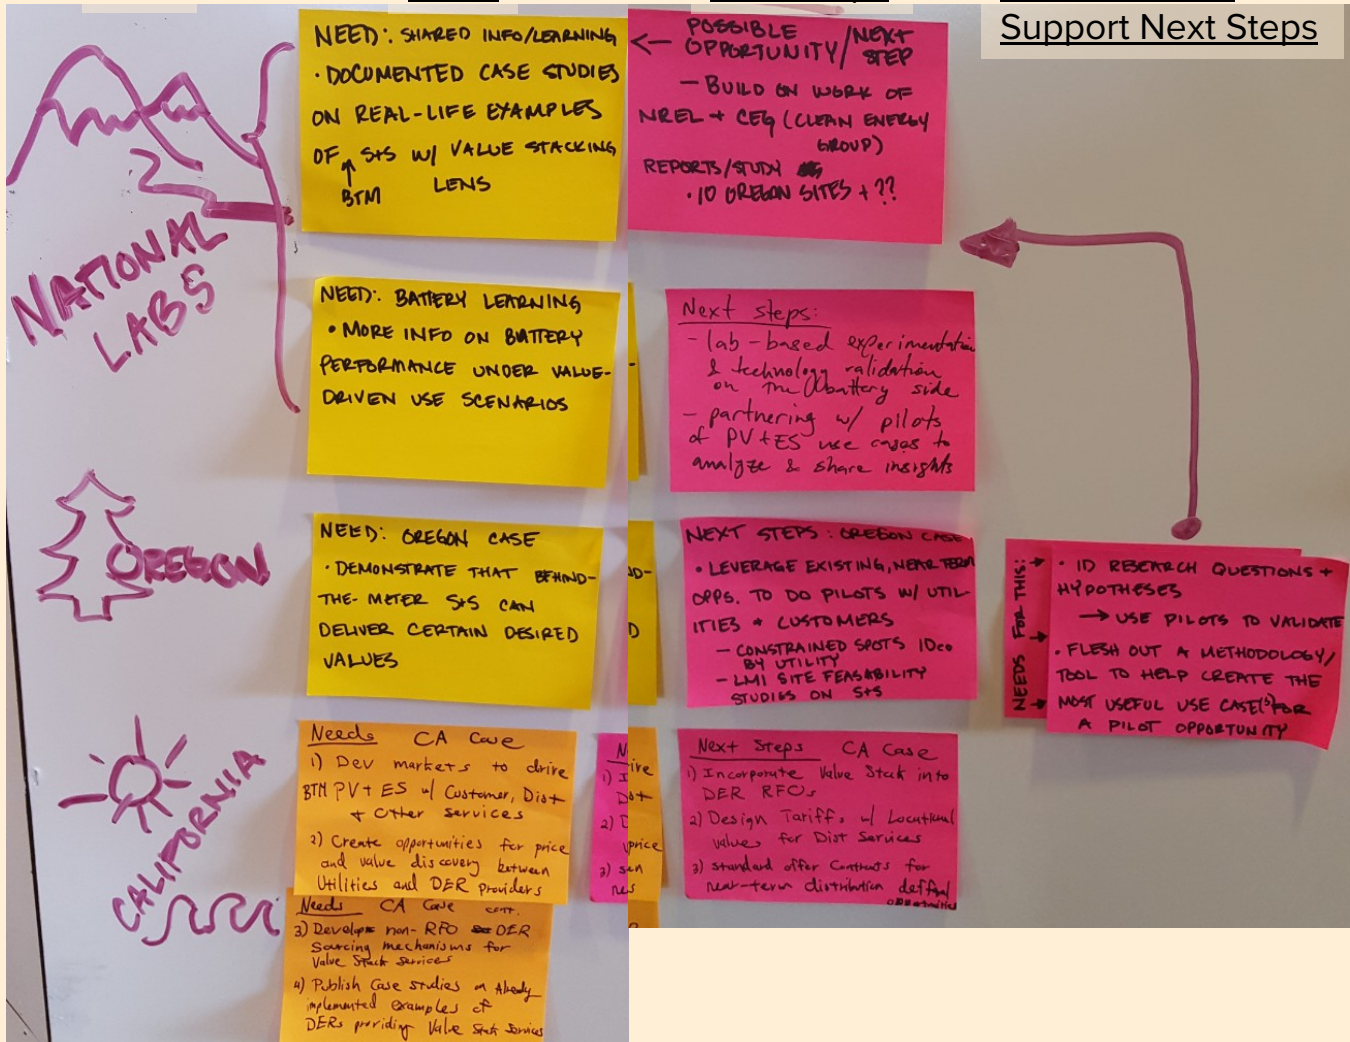 Support Next Steps
NATIONAL
LABS
NEED: SHARED INFO/LEARNING
· DOCUMENTED CASE STUDIES
ON REAL-LIFE EXAMPLES
OF S+S W/ VALUE STACKING
LENS
BTM
POSSIBLE
OPPORTUNITY/NEXT
STEP
— BUILD ON WORK OF
NREL + CEG (CLEAN ENERGY
GROUP)
REPORTS/STUDY
· 10 OREGON SITES + ??
NEED: BATTERY LEARNING
• MORE INFO ON BATTERY
PERFORMANCE UNDER VALUE-
DRIVEN USE SCENARIOS
Next steps:
- lab-based experimentation
& technology validation
on the battery side
- partnering w/ pilots
of PV+ES use cases to
analyze & share insights
OREGON
NEED: OREGON CASE
· DEMONSTRATE THAT BEHIND-
THE-METER S+S CAN
DELIVER CERTAIN DESIRED
VALUES
NEXT STEPS: OREGON CASE
• LEVERAGE EXISTING, NEAR TERM
OPPS. TO DO PILOTS W/ UTIL
ITIES + CUSTOMERS
— CONSTRAINED SPOTS IDed
BY UTILITY
— LMI SITE FEASABILITY
STUDIES ON S+S
NEEDS FOR THIS:
· ID RESEARCH QUESTIONS +
HYPOTHESES
→ USE PILOTS TO VALIDATE
• FLESH OUT A METHODOLOGY/
TOOL TO HELP CREATE THE
MOST USEFUL USE CASE(S) FOR
A PILOT OPPORTUNITY
CALIFORNIA
Needs CA Case
1) Dev markets to drive
BTM PV+ES w/ Customer, Dist
+ other services
2) Create opportunities for price
and value discovery between
Utilities and DER Providers
Needs CA Case cont.
3) Develop non-RFO DER
Sourcing mechanisms for
Value Stack Services
4) Publish Case studies on Already
implemented examples of
DERs providing Value Stack Services
Next Steps CA Case
1) Incorporate Value Stack into
DER RFOs
2) Design Tariffs w/ Locational
values for Dist Services
3) Standard offer Contracts for
near-term distribution defferal
opportunities